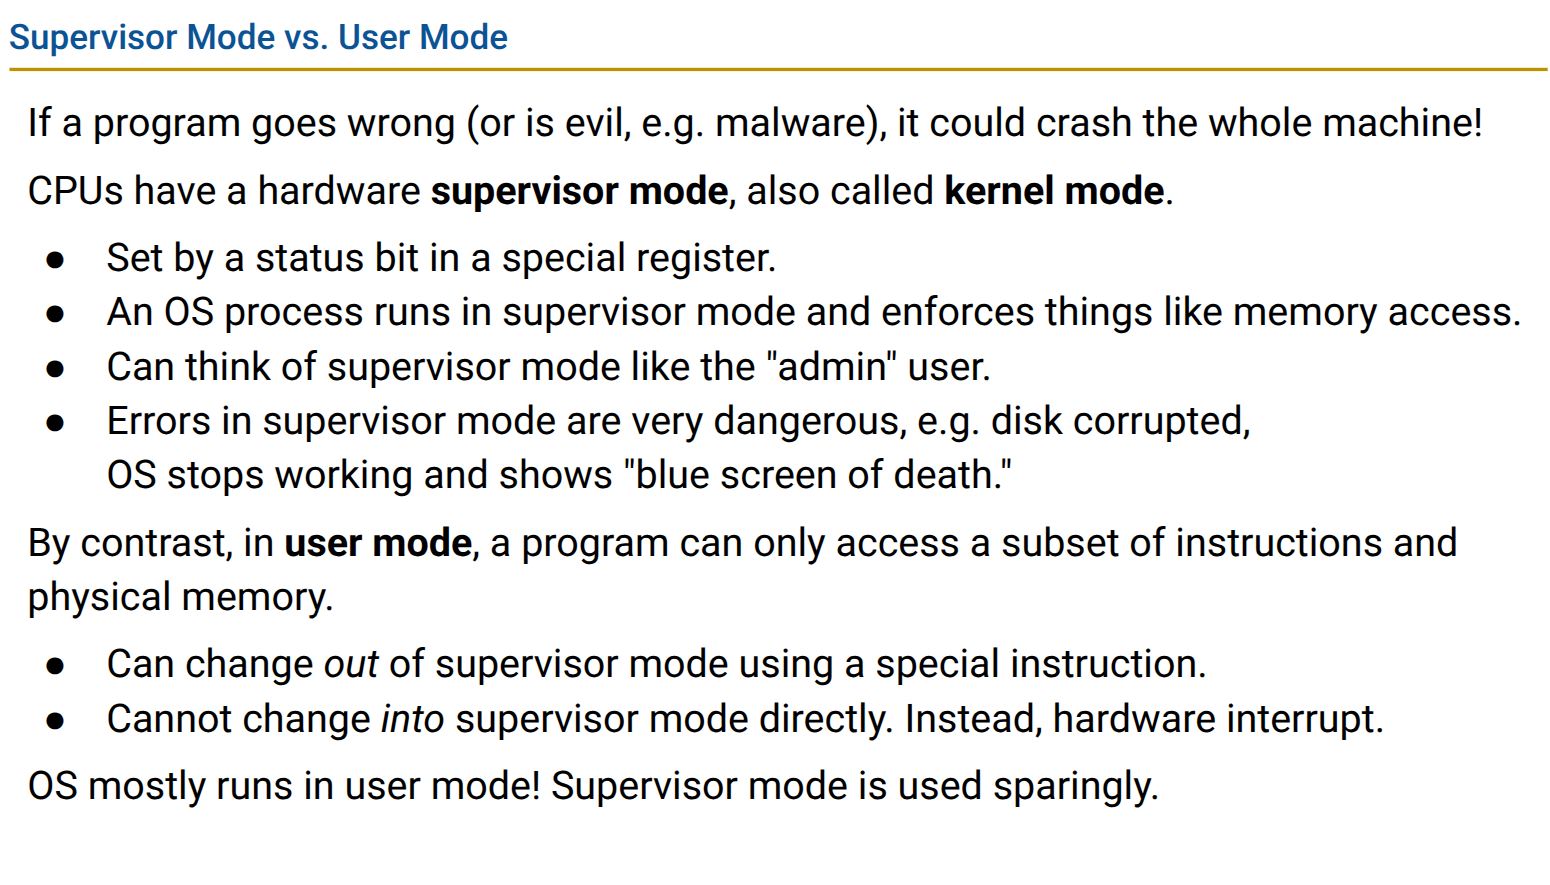 Supervisor Mode vs. User Mode
If a program goes wrong (or is evil, e.g. malware), it could crash the whole machine!
CPUs have a hardware supervisor mode, also called kernel mode.
● Set by a status bit in a special register.
● An OS process runs in supervisor mode and enforces things like memory access.
● Can think of supervisor mode like the "admin" user.
● Errors in supervisor mode are very dangerous, e.g. disk corrupted,
OS stops working and shows "blue screen of death."
By contrast, in user mode, a program can only access a subset of instructions and
physical memory.
● Can change out of supervisor mode using a special instruction.
● Cannot change into supervisor mode directly. Instead, hardware interrupt.
OS mostly runs in user mode! Supervisor mode is used sparingly.